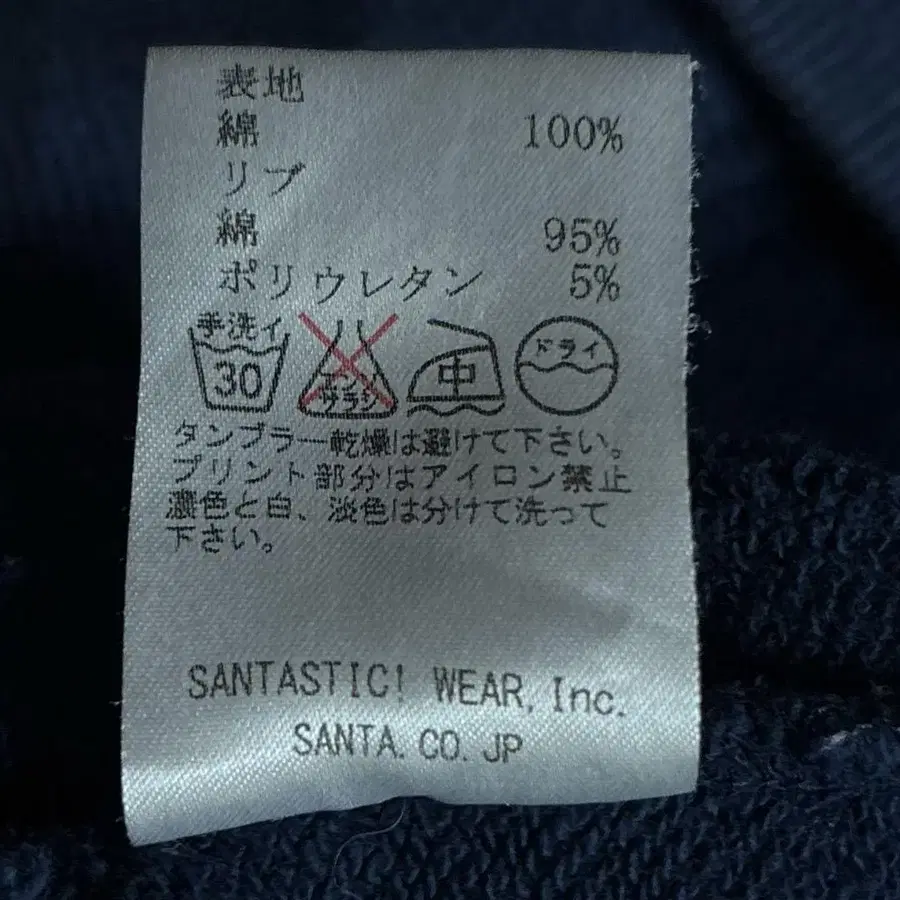 表地
綿 100%
リブ
綿 95%
ポリウレタン 5%
手洗イ 30 エンソ サラシ 中 ドライ
タンブラー乾燥は避けて下さい。
プリント部分はアイロン禁止
濃色と白、淡色は分けて洗って
下さい。
SANTASTIC! WEAR, Inc.
SANTA. CO. JP